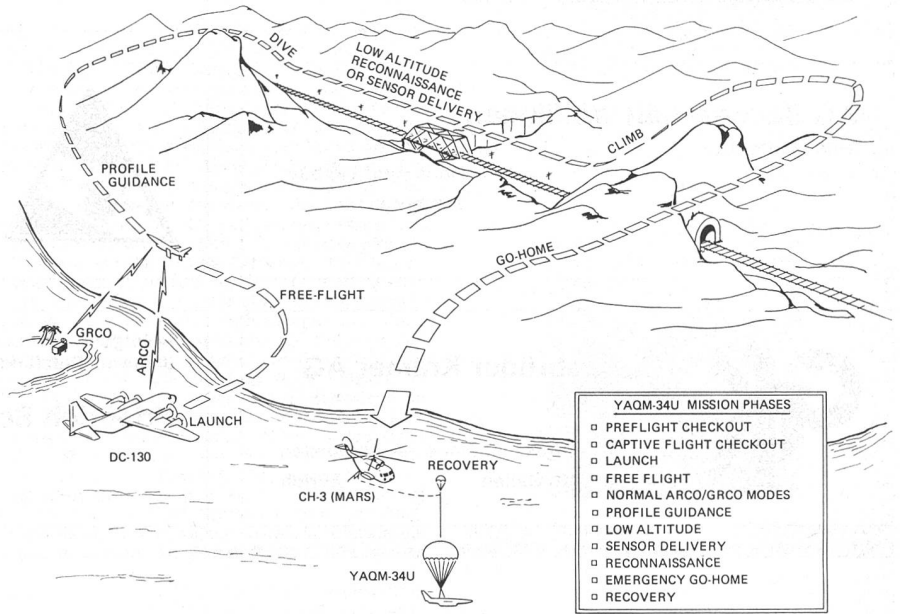 DIVE
LOW ALTITUDE
RECONNAISSANCE
OR SENSOR DELIVERY
CLIMB
PROFILE
GUIDANCE
GO-HOME
FREE-FLIGHT
GRCO
ARCO
LAUNCH
DC-130
RECOVERY
CH-3 (MARS)
YAQM-34U
YAQM-34U MISSION PHASES
PREFLIGHT CHECKOUT
CAPTIVE FLIGHT CHECKOUT
LAUNCH
FREE FLIGHT
NORMAL ARCO/GRCO MODES
PROFILE GUIDANCE
LOW ALTITUDE
SENSOR DELIVERY
RECONNAISSANCE
EMERGENCY GO-HOME
RECOVERY